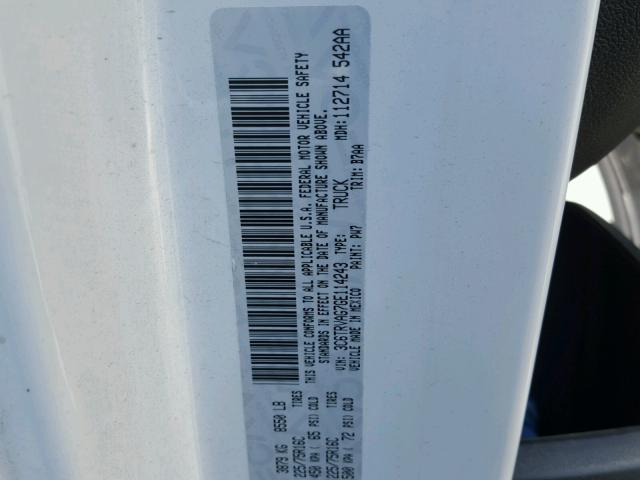 3879 KG 8550 LB
225/75R16C TIRES
450 KPA ( 65 PSI) COLD
225/75R16C TIRES
500 KPA ( 72 PSI) COLD
THIS VEHICLE CONFORMS TO ALL APPLICABLE U.S.A. FEDERAL MOTOR VEHICLE SAFETY
STANDARDS IN EFFECT ON THE DATE OF MANUFACTURE SHOWN ABOVE.
VIN: 3C6TRVAG7GE114243 TYPE: TRUCK MDH: 112714 542AA
MADE IN MEXICO PAINT: PW7 TRIM: B7AA